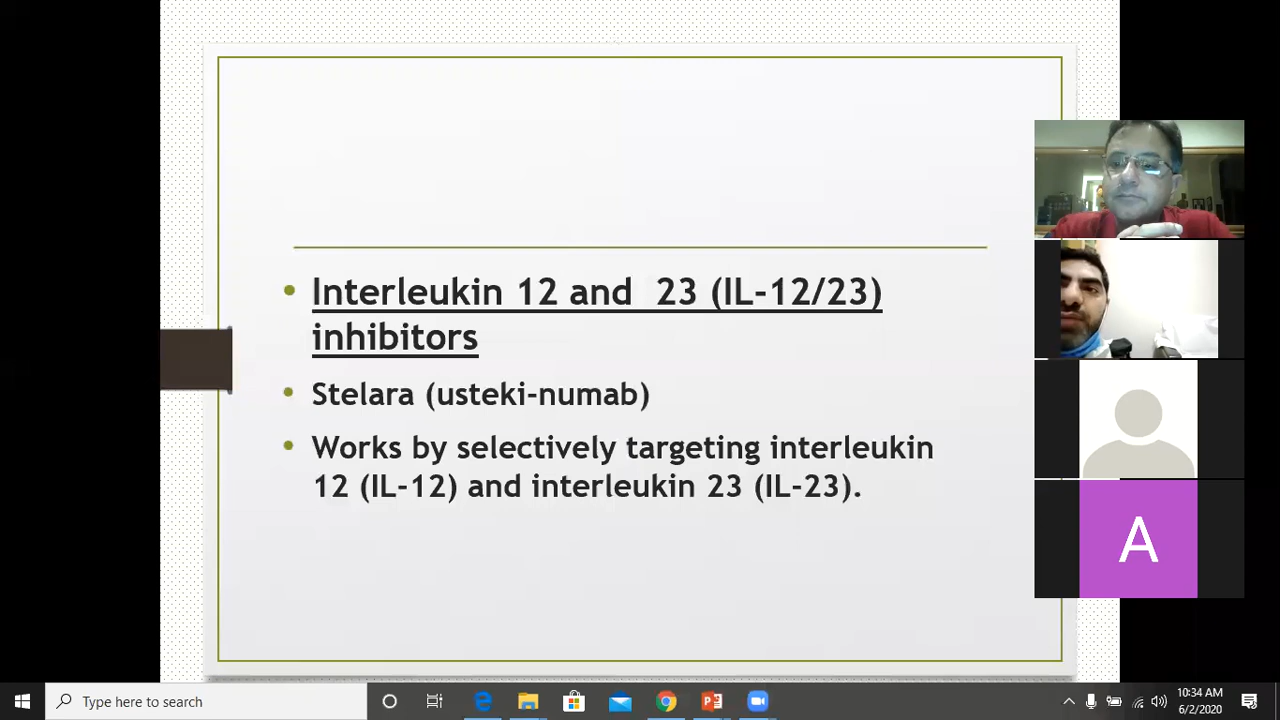 • Interleukin 12 and  23 (IL-12/23)
inhibitors
• Stelara (usteki-numab)
• Works by selectively targeting interleukin
12 (IL-12) and interleukin 23 (IL-23).
A
Type here to search
10:34 AM
6/2/2020